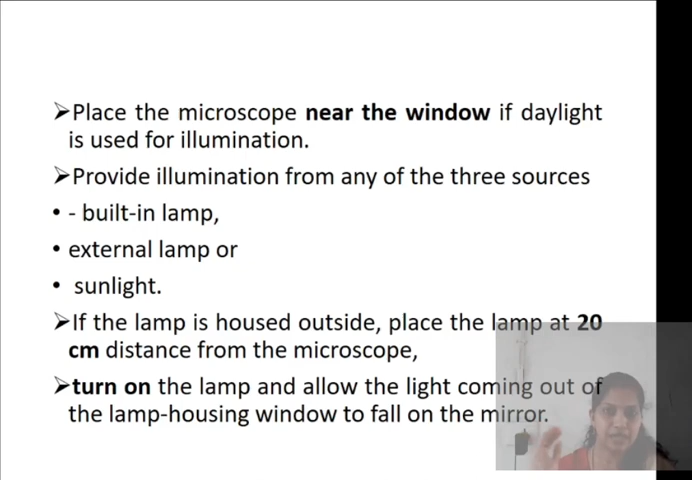 ➢Place the microscope near the window if daylight
is used for illumination.
➢Provide illumination from any of the three sources
• - built-in lamp,
• external lamp or
• sunlight.
➢If the lamp is housed outside, place the lamp at 20
cm distance from the microscope,
➢turn on the lamp and allow the light coming out of
the lamp-housing window to fall on the mirror.